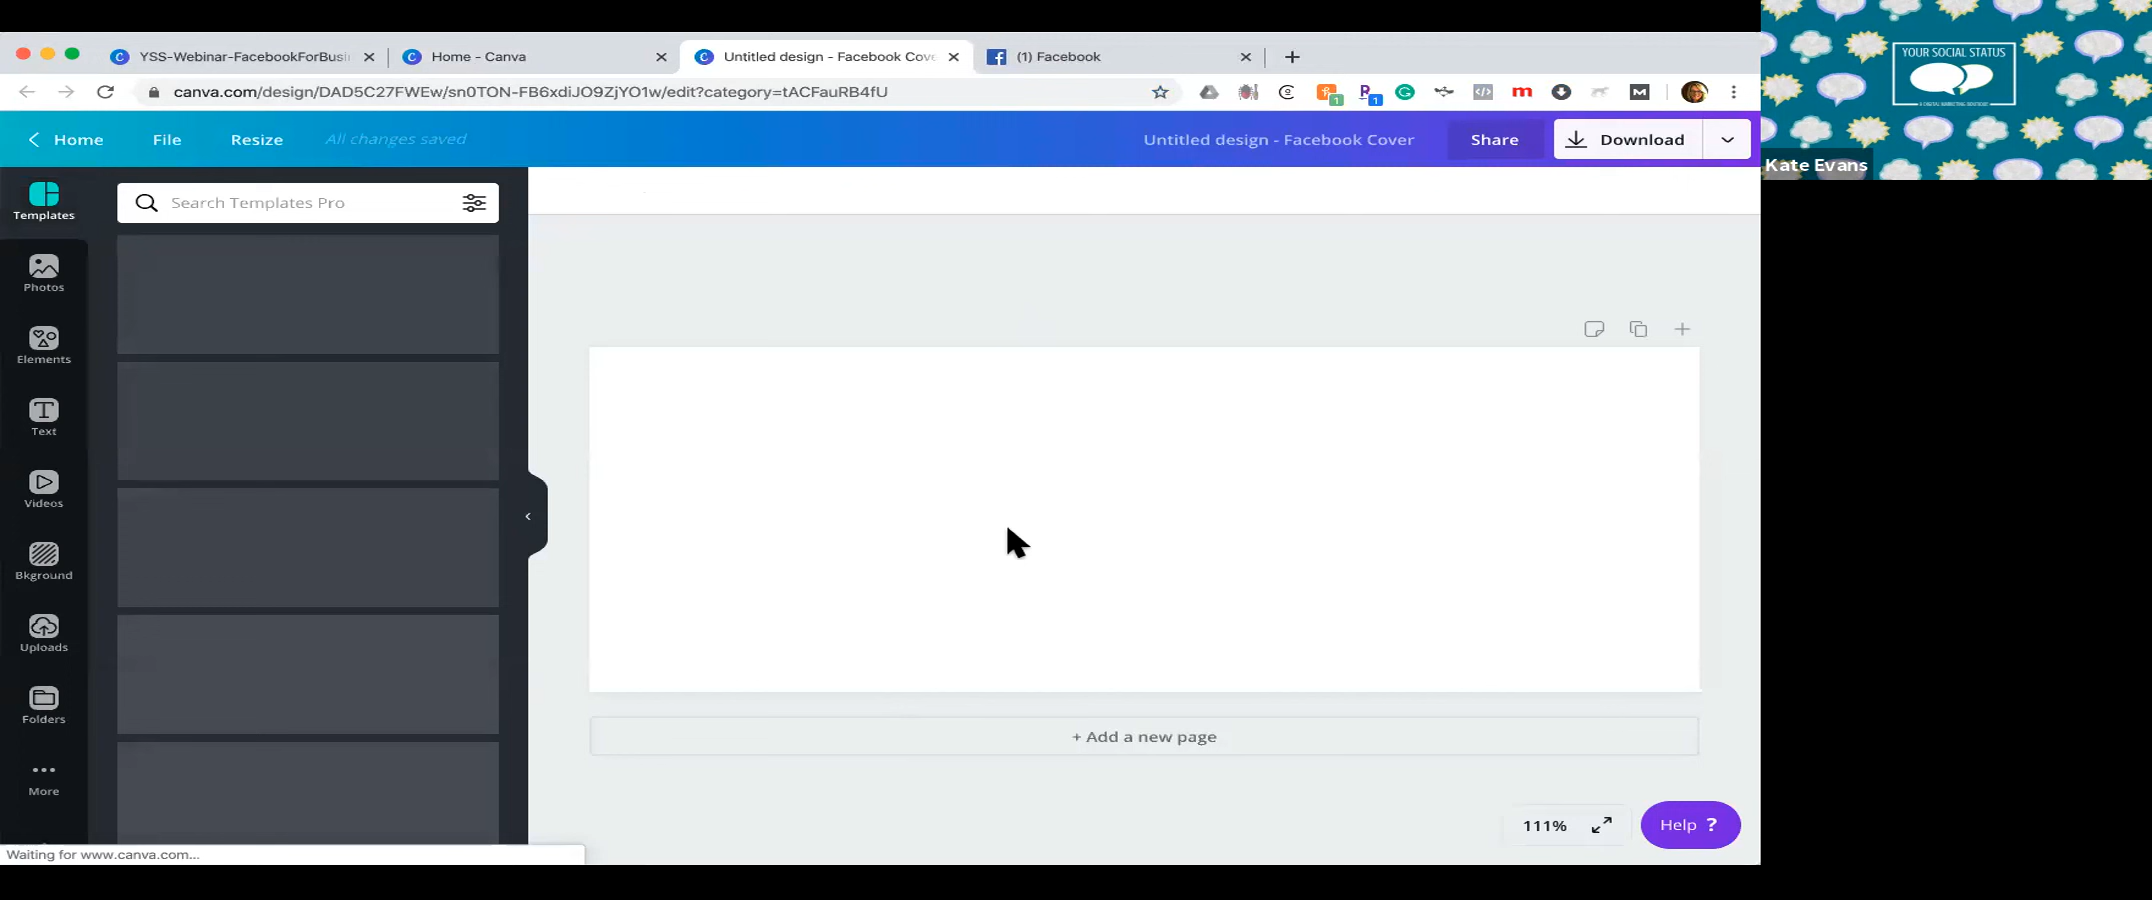 YSS-Webinar-FacebookForBusi
Home - Canva
Untitled design - Facebook Cove
(1) Facebook
canva.com/design/DAD5C27FWEw/sn0TON-FB6xdiJO9ZjYO1w/edit?category=tACFauRB4fU
Home
File
Resize
All changes saved
Untitled design - Facebook Cover
Share
Download
YOUR SOCIAL STATUS
A DIGITAL MARKETING BOUTIQUE
Kate Evans
Templates
Search Templates Pro
Photos
Elements
Text
Videos
Bkground
Uploads
Folders
More
+ Add a new page
111%
Help ?
Waiting for www.canva.com...